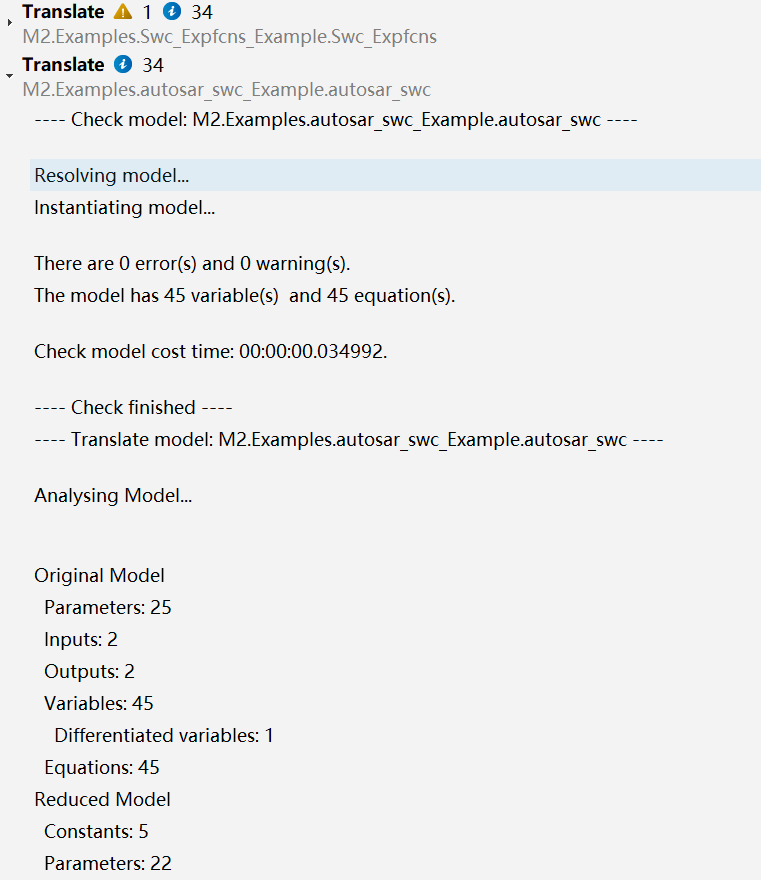 Translate 1 34
M2.Examples.Swc_Expfcns_Example.Swc_Expfcns
Translate 34
M2.Examples.autosar_swc_Example.autosar_swc
---- Check model: M2.Examples.autosar_swc_Example.autosar_swc ----
Resolving model...
Instantiating model...
There are 0 error(s) and 0 warning(s).
The model has 45 variable(s)  and 45 equation(s).
Check model cost time: 00:00:00.034992.
---- Check finished ----
---- Translate model: M2.Examples.autosar_swc_Example.autosar_swc ----
Analysing Model...
Original Model
Parameters: 25
Inputs: 2
Outputs: 2
Variables: 45
Differentiated variables: 1
Equations: 45
Reduced Model
Constants: 5
Parameters: 22